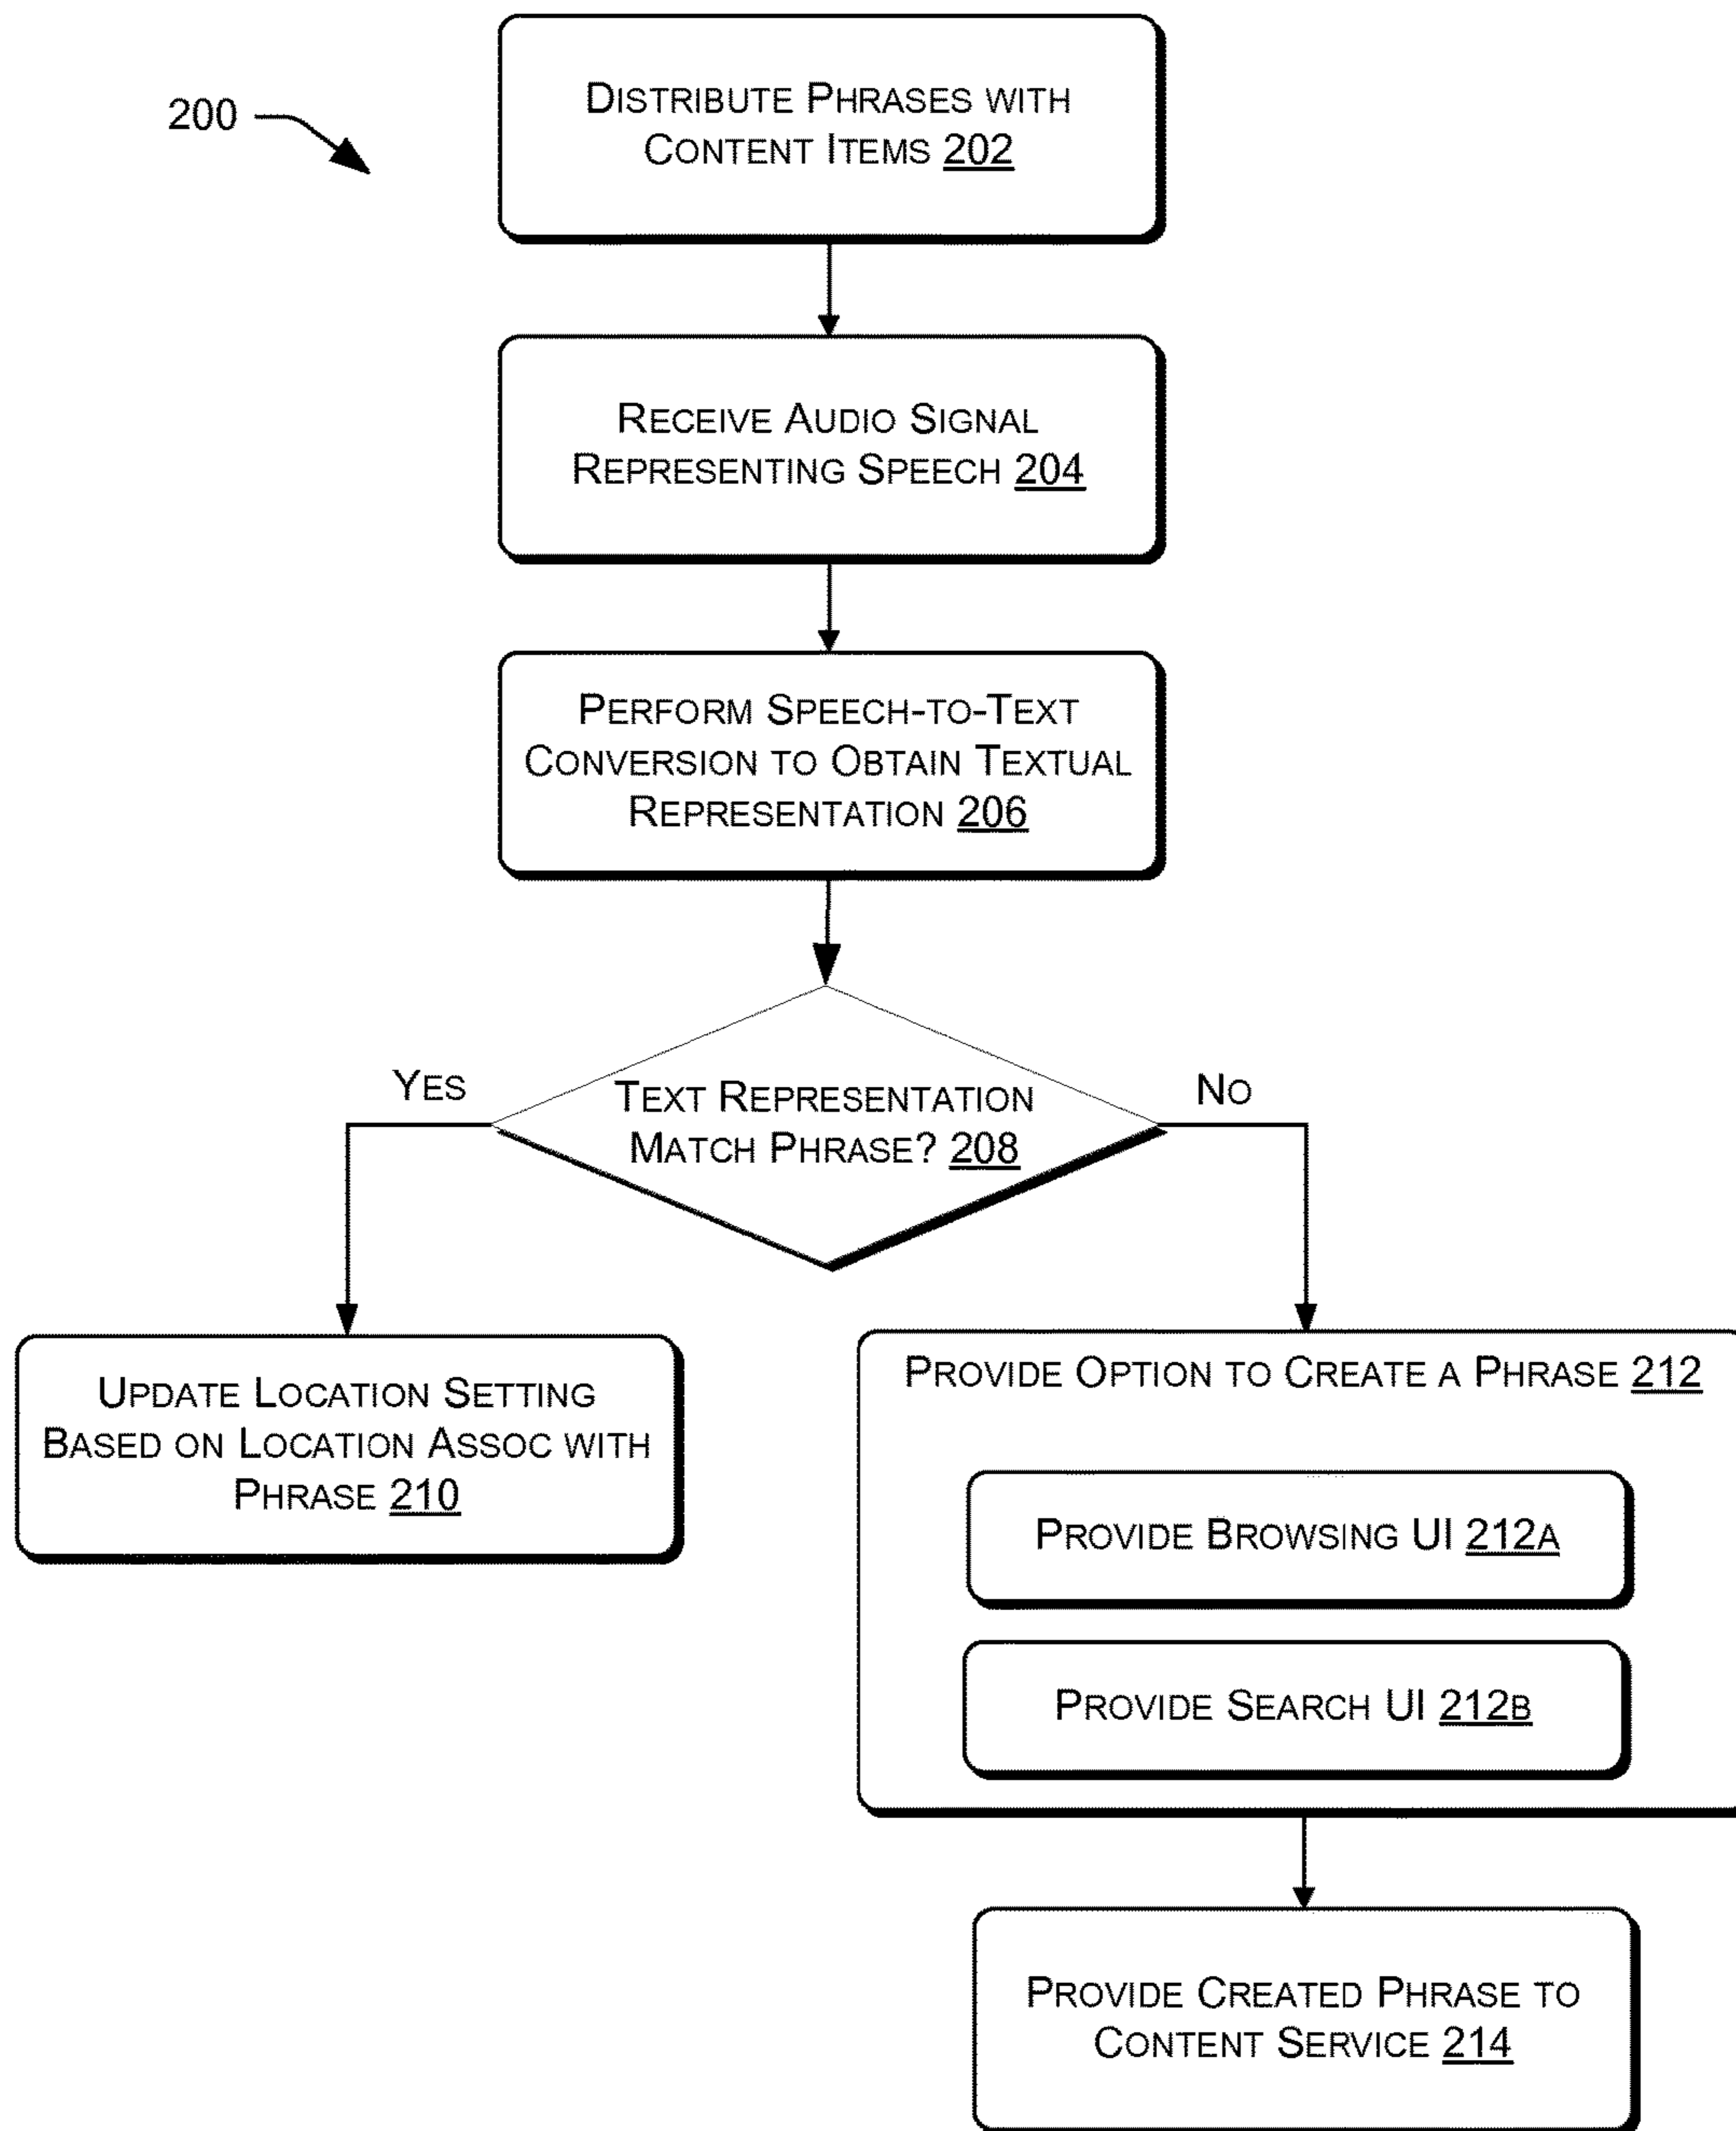 200
DISTRIBUTE PHRASES WITH
CONTENT ITEMS 202
RECEIVE AUDIO SIGNAL
REPRESENTING SPEECH 204
PERFORM SPEECH-TO-TEXT
CONVERSION TO OBTAIN TEXTUAL
REPRESENTATION 206
YES
TEXT REPRESENTATION
MATCH PHRASE? 208
NO
UPDATE LOCATION SETTING
BASED ON LOCATION ASSOC WITH
PHRASE 210
PROVIDE OPTION TO CREATE A PHRASE 212
PROVIDE BROWSING UI 212A
PROVIDE SEARCH UI 212B
PROVIDE CREATED PHRASE TO
CONTENT SERVICE 214